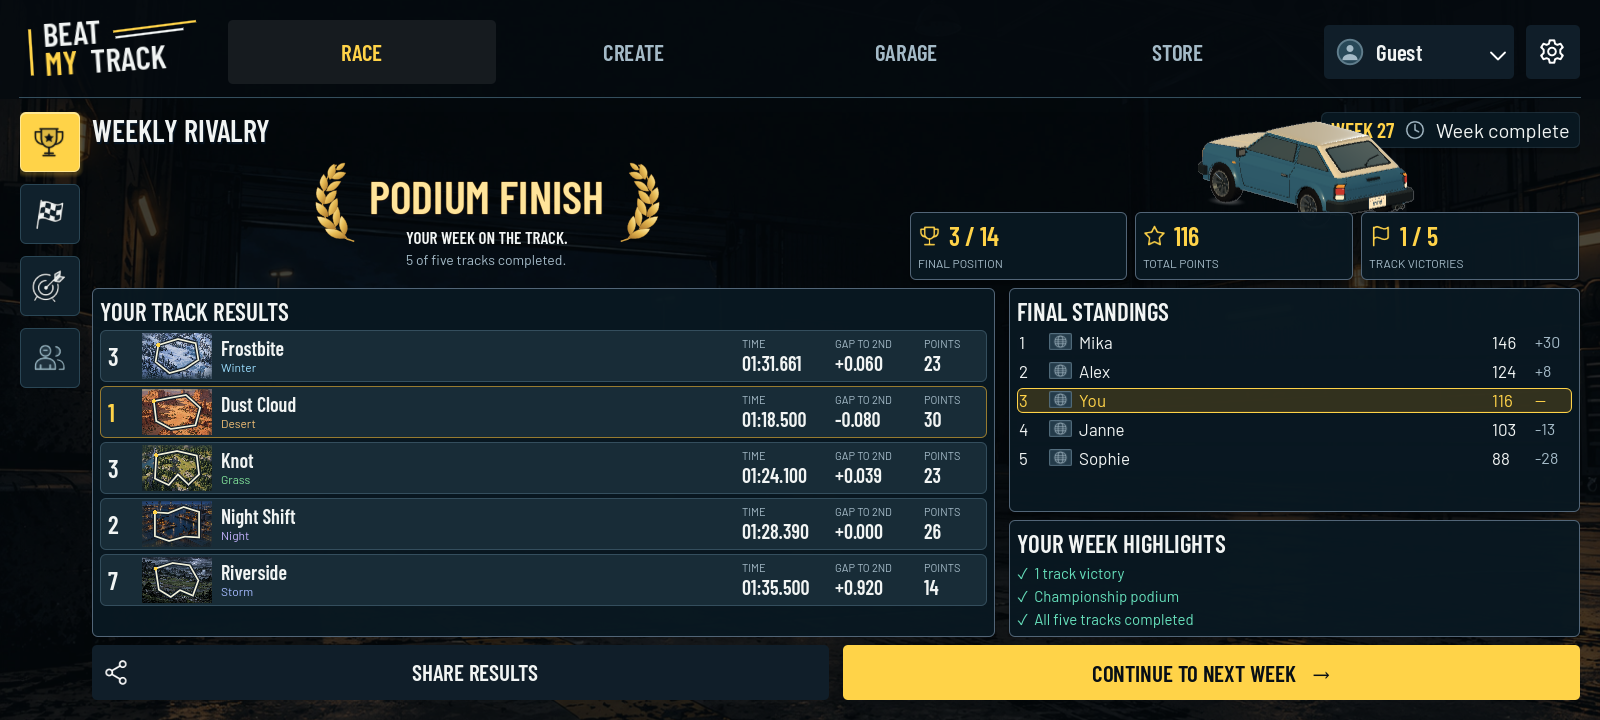 BEAT
MY TRACK
RACE
CREATE
GARAGE
STORE
Guest
WEEKLY RIVALRY
WEEK 27
Week complete
PODIUM FINISH
YOUR WEEK ON THE TRACK.
5 of five tracks completed.
3 / 14
FINAL POSITION
116
TOTAL POINTS
1 / 5
TRACK VICTORIES
YOUR TRACK RESULTS
3 Frostbite Winter TIME 01:31.661 GAP TO 2ND +0.060 POINTS 23
1 Dust Cloud Desert TIME 01:18.500 GAP TO 2ND -0.080 POINTS 30
3 Knot Grass TIME 01:24.100 GAP TO 2ND +0.039 POINTS 23
2 Night Shift Night TIME 01:28.390 GAP TO 2ND +0.000 POINTS 26
7 Riverside Storm TIME 01:35.500 GAP TO 2ND +0.920 POINTS 14
FINAL STANDINGS
1 Mika 146 +30
2 Alex 124 +8
3 You 116 –
4 Janne 103 -13
5 Sophie 88 -28
YOUR WEEK HIGHLIGHTS
✓ 1 track victory
✓ Championship podium
✓ All five tracks completed
SHARE RESULTS
CONTINUE TO NEXT WEEK →